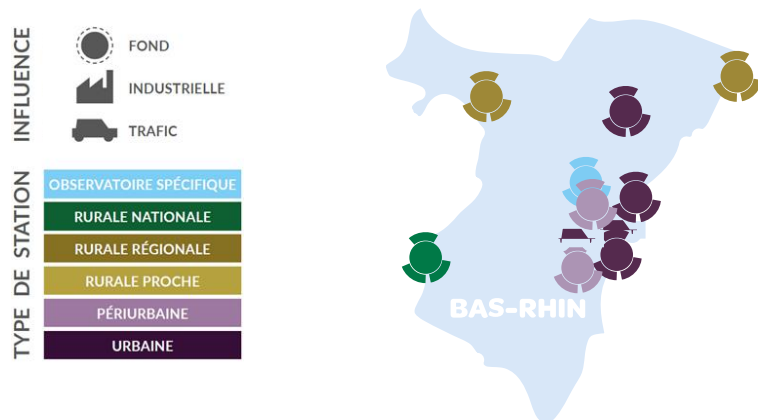 INFLUENCE
FOND
INDUSTRIELLE
TRAFIC
TYPE DE STATION
OBSERVATOIRE SPÉCIFIQUE
RURALE NATIONALE
RURALE RÉGIONALE
RURALE PROCHE
PÉRIURBAINE
URBAINE
BAS-RHIN